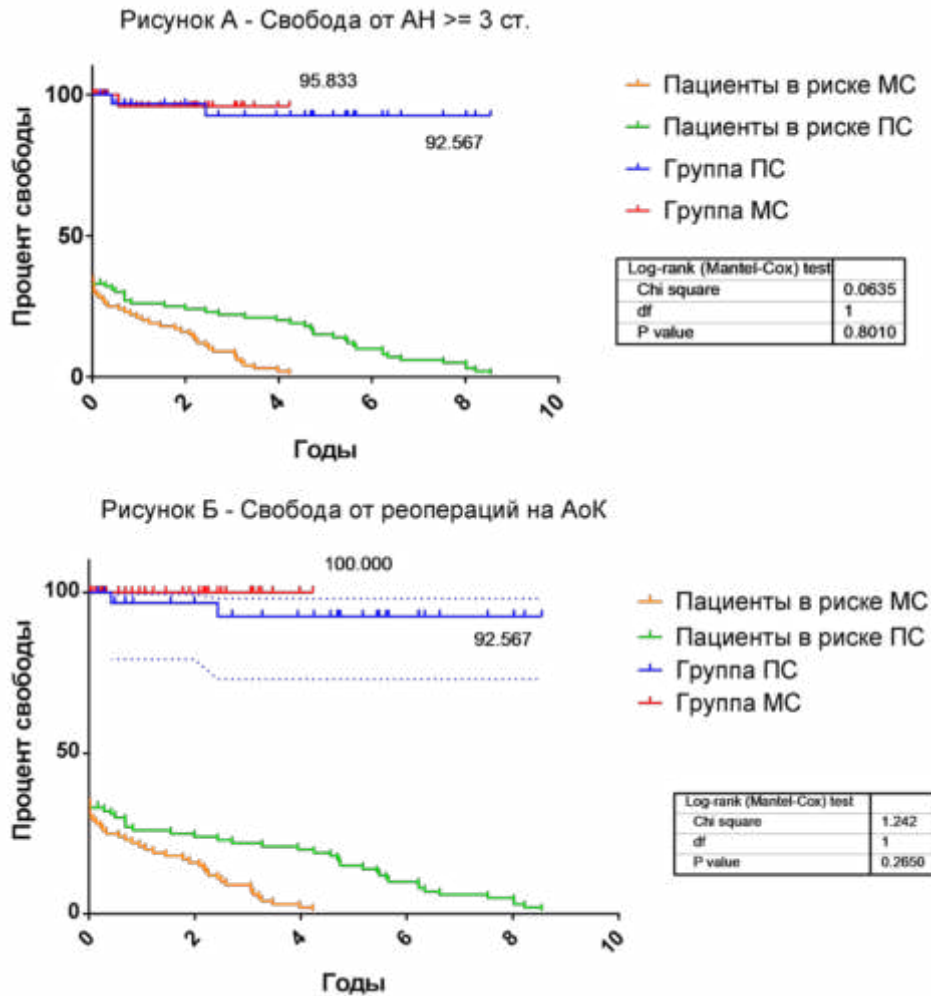 Рисунок А - Свобода от АН >= 3 ст.
95.833
92.567
Процент свободы
100
50
0
0 2 4 6 8 10
Годы
Пациенты в риске МС
Пациенты в риске ПС
Группа ПС
Группа МС
Log-rank (Mantel-Cox) test
Chi square 0.0635
df 1
P value 0.8010
Рисунок Б - Свобода от реопераций на АоК
100.000
92.567
Процент свободы
100
50
0
0 2 4 6 8 10
Годы
Пациенты в риске МС
Пациенты в риске ПС
Группа ПС
Группа МС
Log-rank (Mantel-Cox) test
Chi square 1.242
df 1
P value 0.2650